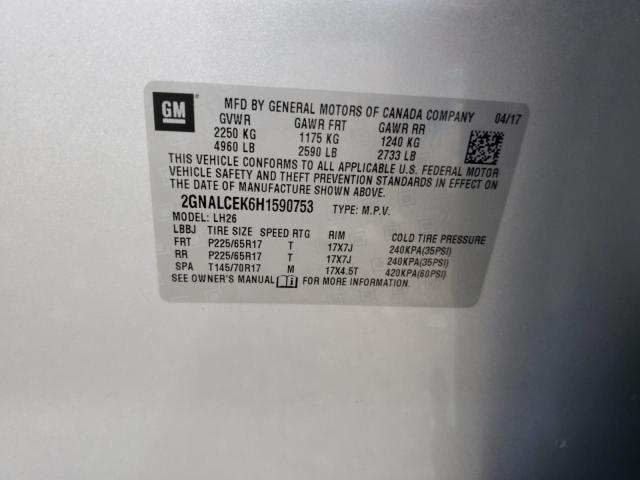 GM
MFD BY GENERAL MOTORS OF CANADA COMPANY 04/17
GVWR GAWR FRT GAWR RR
2250 KG 1175 KG 1240 KG
4960 LB 2590 LB 2733 LB
THIS VEHICLE CONFORMS TO ALL APPLICABLE U.S. FEDERAL MOTOR
VEHICLE SAFETY AND THEFT PREVENTION STANDARDS IN EFFECT ON
THE DATE OF MANUFACTURE SHOWN ABOVE.
2GNALCEK6H1590753 TYPE: M.P.V.
MODEL: LH26
LBBJ TIRE SIZE SPEED RTG RIM COLD TIRE PRESSURE
FRT P225/65R17 T 17X7J 240KPA(35PSI)
RR P225/65R17 T 17X7J 240KPA(35PSI)
SPA T145/70R17 M 17X4.5T 420KPA(60PSI)
SEE OWNER'S MANUAL FOR MORE INFORMATION.